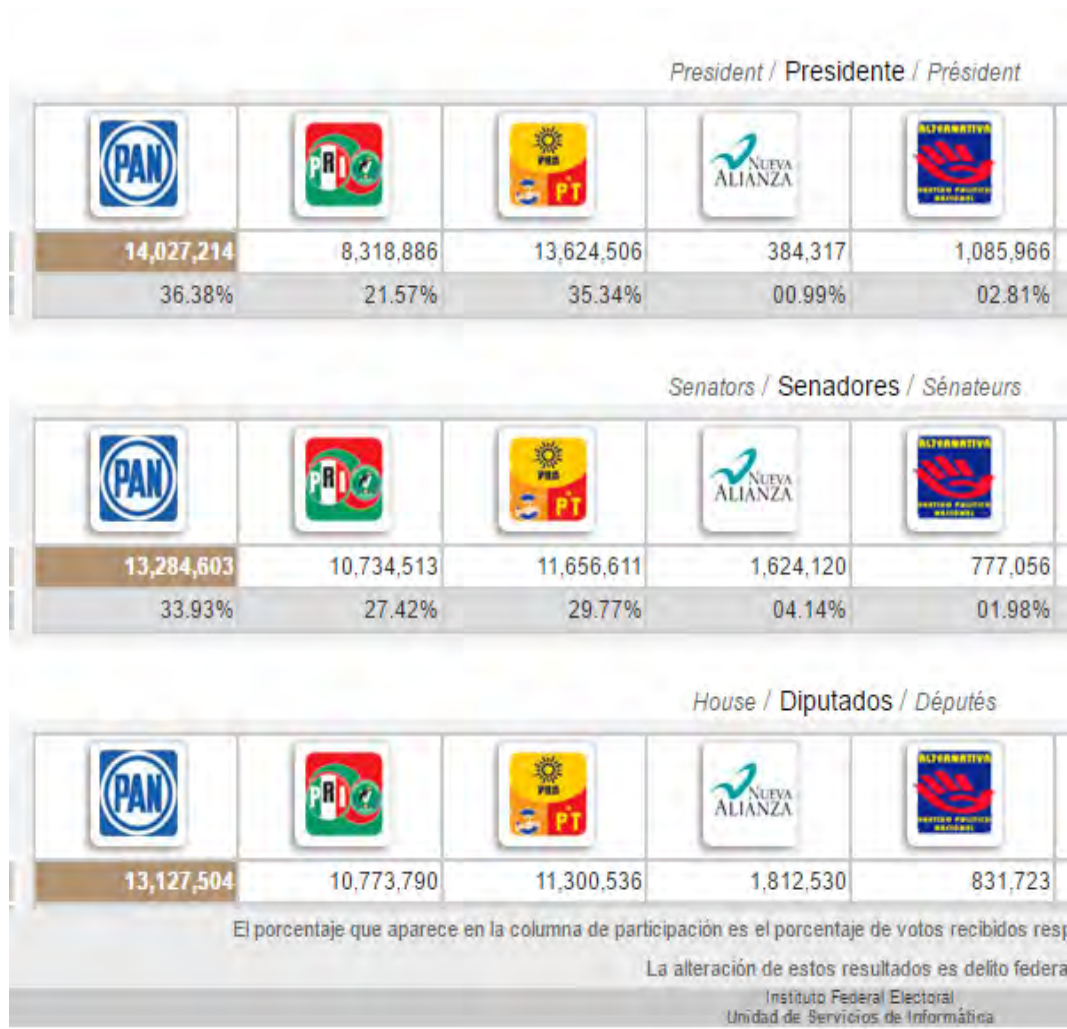 President / Presidente / Président
PAN PRI PRD PT NUEVA ALIANZA ALTERNATIVA
14,027,214 8,318,886 13,624,506 384,317 1,085,966
36.38% 21.57% 35.34% 00.99% 02.81%
Senators / Senadores / Sénateurs
PAN PRI PRD PT NUEVA ALIANZA ALTERNATIVA
13,284,603 10,734,513 11,656,611 1,624,120 777,056
33.93% 27.42% 29.77% 04.14% 01.98%
House / Diputados / Députés
PAN PRI PRD PT NUEVA ALIANZA ALTERNATIVA
13,127,504 10,773,790 11,300,536 1,812,530 831,723
El porcentaje que aparece en la columna de participación es el porcentaje de votos recibidos resp
La alteración de estos resultados es delito federa
Instituto Federal Electoral
Unidad de Servicios de Informática